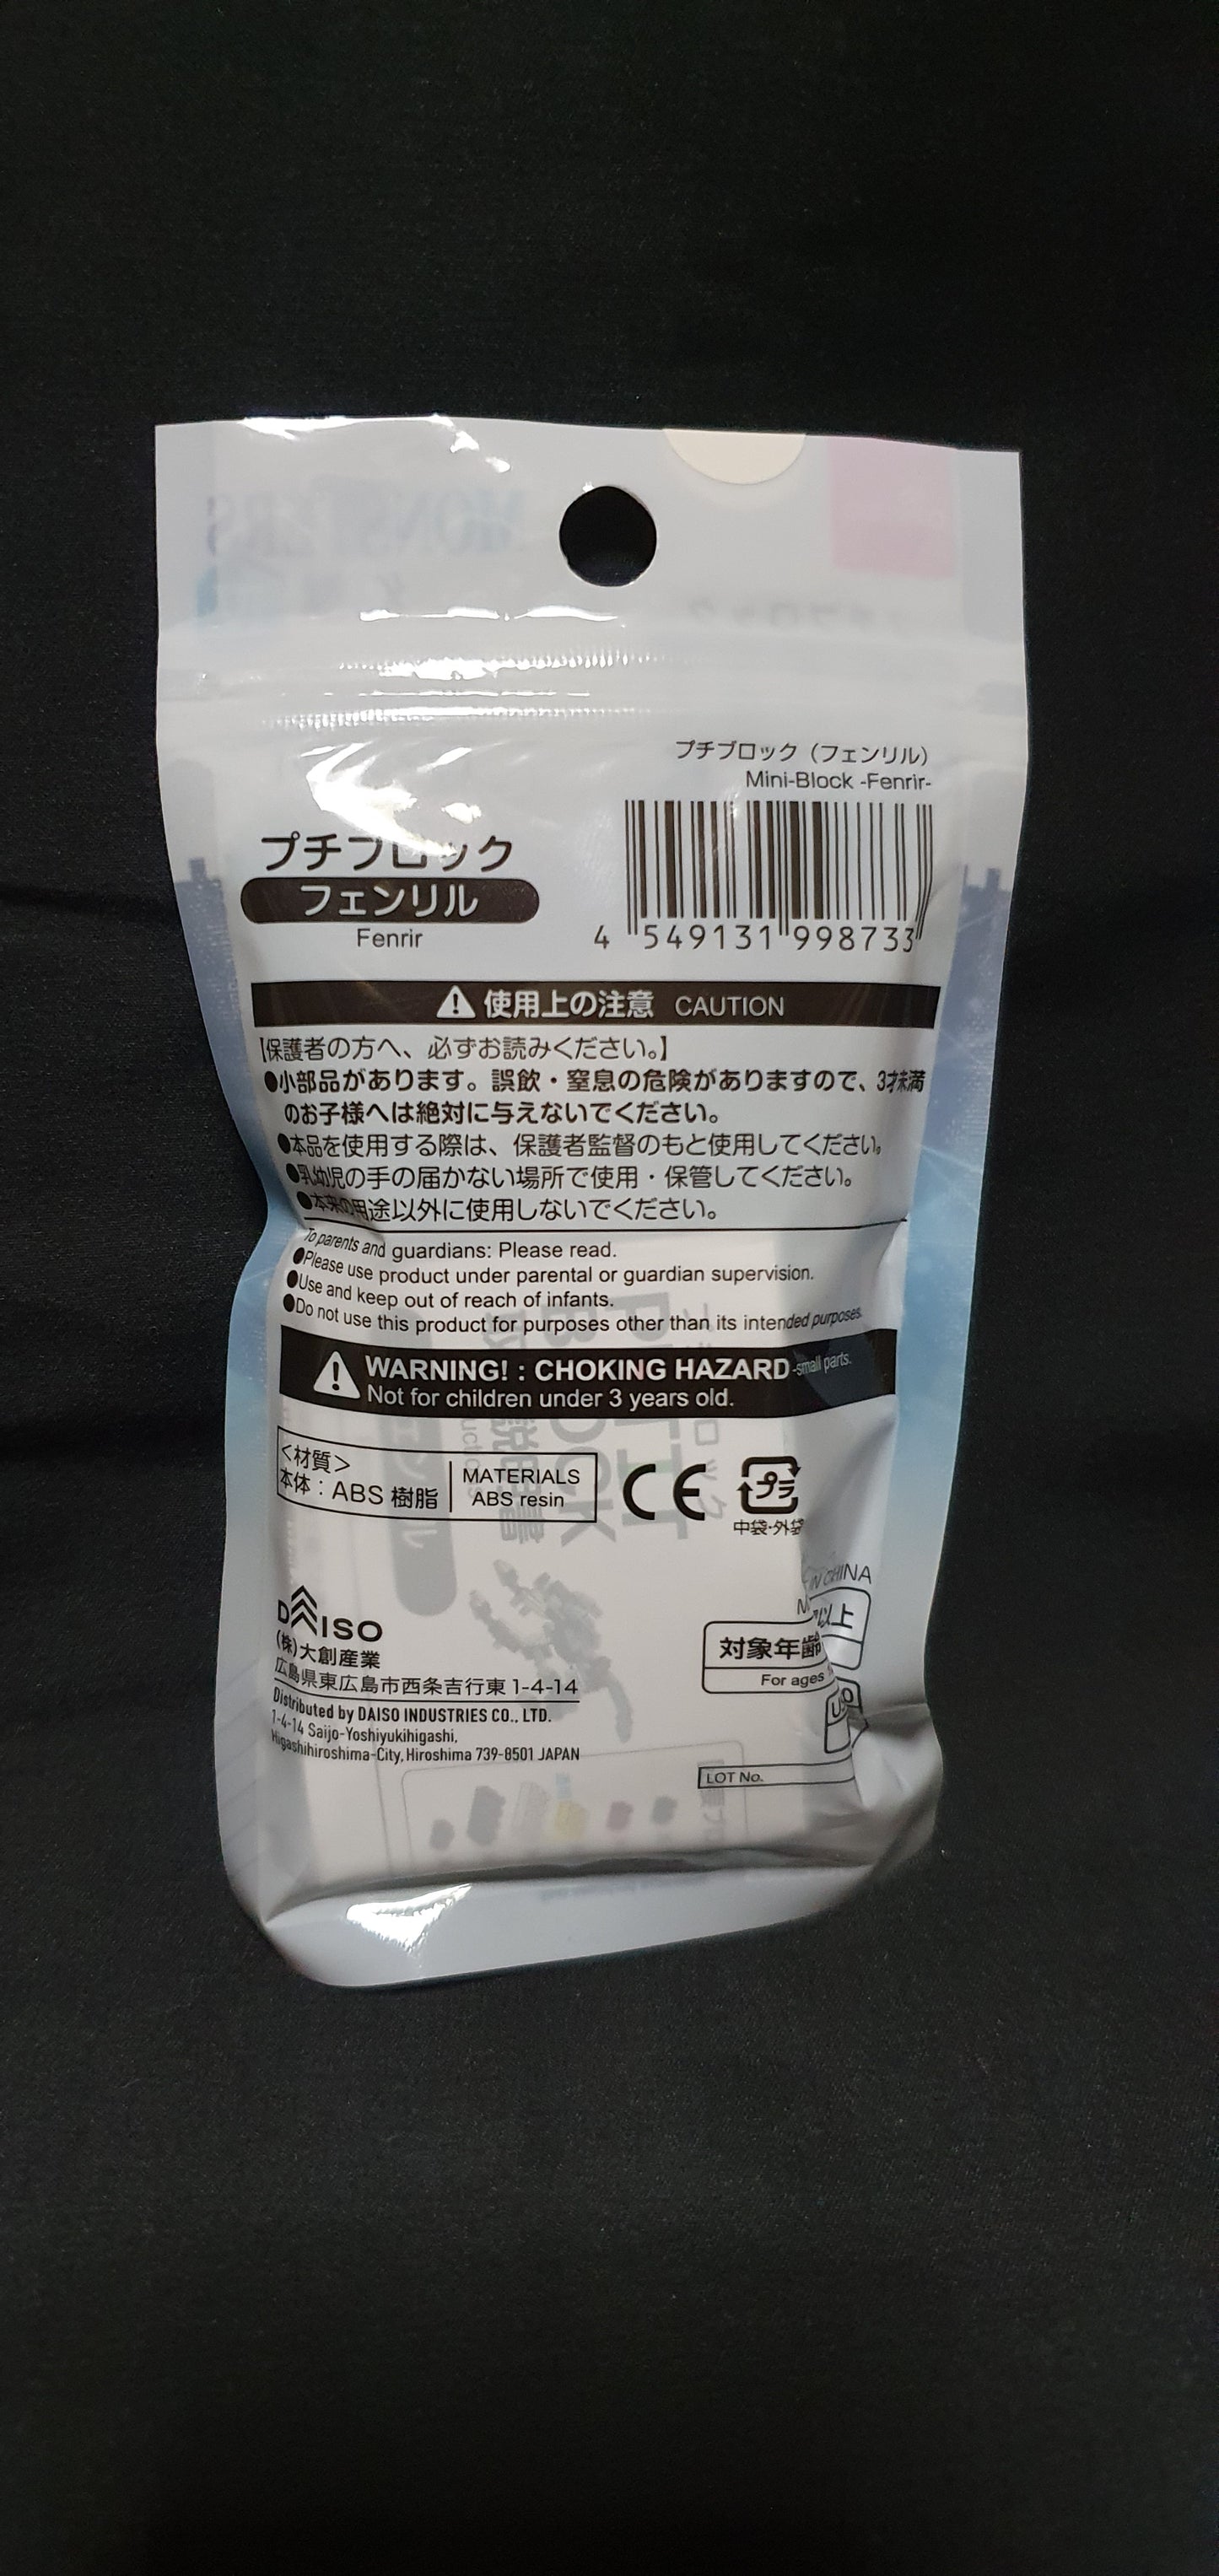 プチブロック（フェンリル）
Mini-Block -Fenrir-
プチブロック
フェンリル
Fenrir
4 549131 998733
使用上の注意 CAUTION
【保護者の方へ、必ずお読みください。】
●小部品があります。誤飲・窒息の危険がありますので、3才未満
のお子様へは絶対に与えないでください。
●本品を使用する際は、保護者監督のもと使用してください。
●乳幼児の手の届かない場所で使用・保管してください。
●本来の用途以外に使用しないでください。
To parents and guardians: Please read.
●Please use product under parental or guardian supervision.
●Use and keep out of reach of infants.
●Do not use this product for purposes other than its intended purposes.
WARNING! : CHOKING HAZARD -small parts.
Not for children under 3 years old.
<材質>
本体：ABS 樹脂
MATERIALS
ABS resin
CE
プラ
中袋・外袋
IN CHINA
DAISO
(株)大創産業
広島県東広島市西条吉行東 1-4-14
Distributed by DAISO INDUSTRIES CO., LTD.
1-4-14 Saijo-Yoshiyukihigashi,
Higashihiroshima-City, Hiroshima 739-8501 JAPAN
対象年齢 以上
For ages
LOT No.